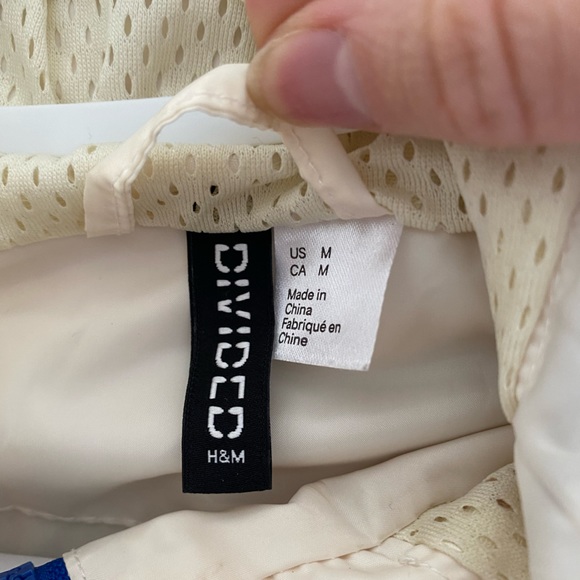 DIVIDED
H&M
US M
CA M
Made in
China
Fabriqué en
Chine